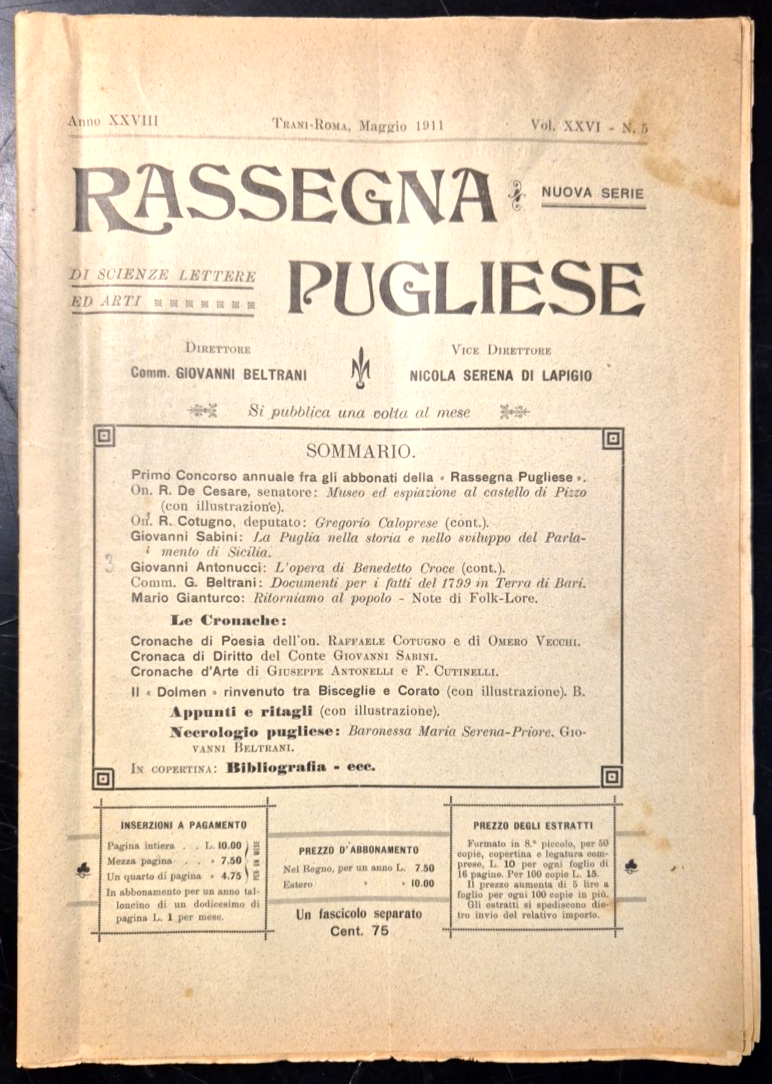 Anno XXVIII Trani-Roma, Maggio 1911 Vol. XXVI - N. 5
RASSEGNA NUOVA SERIE
DI SCIENZE LETTERE
ED ARTI
PUGLIESE
Direttore
Comm. GIOVANNI BELTRANI
Vice Direttore
NICOLA SERENA DI LAPIGIO
Si pubblica una volta al mese
SOMMARIO.
Primo Concorso annuale fra gli abbonati della « Rassegna Pugliese ».
On. R. De Cesare, senatore: Museo ed espiazione al castello di Pizzo
(con illustrazione).
On. R. Cotugno, deputato: Gregorio Caloprese (cont.).
Giovanni Sabini: La Puglia nella storia e nello sviluppo del Parla-
mento di Sicilia.
3
Giovanni Antonucci: L'opera di Benedetto Croce (cont.).
Comm. G. Beltrani: Documenti per i fatti del 1799 in Terra di Bari.
Mario Gianturco: Ritorniamo al popolo - Note di Folk-Lore.
Le Cronache:
Cronache di Poesia dell'on. Raffaele Cotugno e di Omero Vecchi.
Cronaca di Diritto del Conte Giovanni Sabini.
Cronache d'Arte di Giuseppe Antonelli e F. Cutinelli.
Il « Dolmen » rinvenuto tra Bisceglie e Corato (con illustrazione). B.
Appunti e ritagli (con illustrazione).
Necrologio pugliese: Baronessa Maria Serena-Priore. Gio-
vanni Beltrani.
In copertina: Bibliografia - ecc.
INSERZIONI A PAGAMENTO
Pagina intiera . . L. 10.00
Mezza pagina . . » 7.50
Un quarto di pagina » 4.75
PER UN MESE
In abbonamento per un anno tal-
loncino di un dodicesimo di
pagina L. 1 per mese.
PREZZO D'ABBONAMENTO
Nel Regno, per un anno L. 7.50
Estero » » 10.00
Un fascicolo separato
Cent. 75
PREZZO DEGLI ESTRATTI
Formato in 8.° piccolo, per 50
copie, copertina e legatura com-
prese, L. 10 per ogni foglio di
16 pagine. Per 100 copie L. 15.
Il prezzo aumenta di 5 lire a
foglio per ogni 100 copie in più.
Gli estratti si spediscono die-
tro invio del relativo importo.